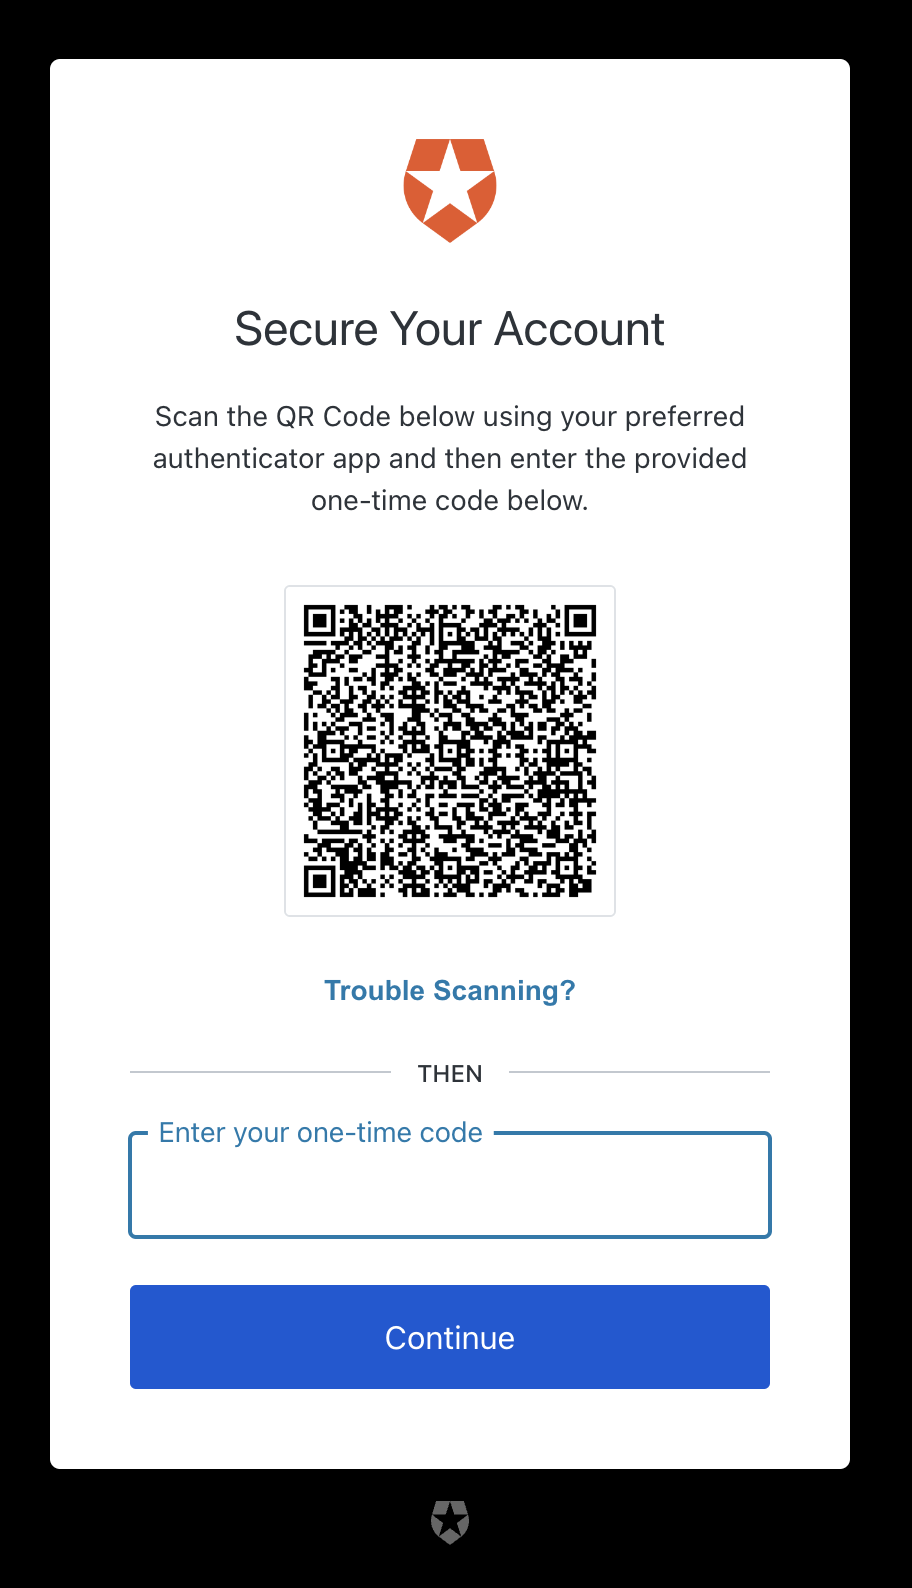 Secure Your Account
Scan the QR Code below using your preferred
authenticator app and then enter the provided
one-time code below.
Trouble Scanning?
THEN
Enter your one-time code
Continue